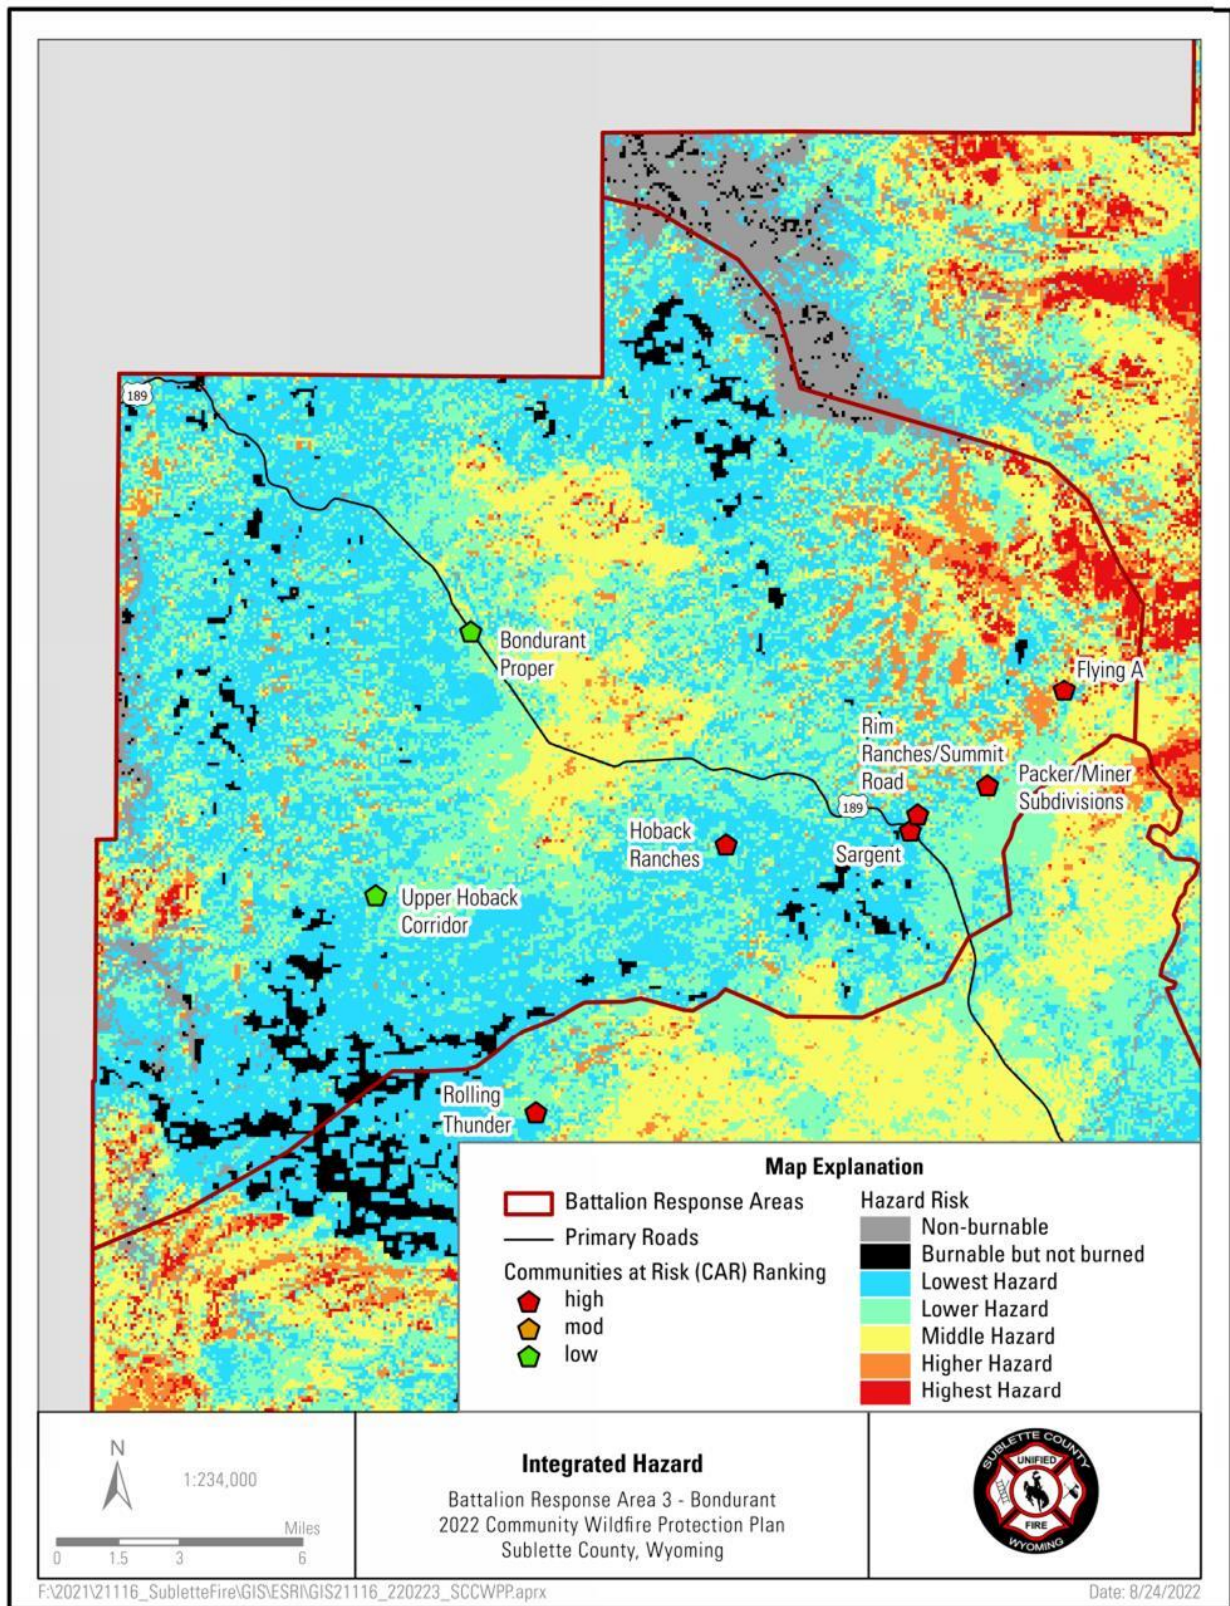 189
Bondurant
Proper
Flying A
Rim
Ranches/Summit
Road
Packer/Miner
Subdivisions
189
Hoback
Ranches
Sargent
Upper Hoback
Corridor
Rolling
Thunder
Map Explanation
Battalion Response Areas
Primary Roads
Communities at Risk (CAR) Ranking
high
mod
low
Hazard Risk
Non-burnable
Burnable but not burned
Lowest Hazard
Lower Hazard
Middle Hazard
Higher Hazard
Highest Hazard
N
1:234,000
Miles
0 1.5 3 6
Integrated Hazard
Battalion Response Area 3 - Bondurant
2022 Community Wildfire Protection Plan
Sublette County, Wyoming
SUBLETTE COUNTY
UNIFIED
FIRE
WYOMING
F:\2021\21116_SubletteFire\GIS\ESRI\GIS21116_220223_SCCWPP.aprx
Date: 8/24/2022